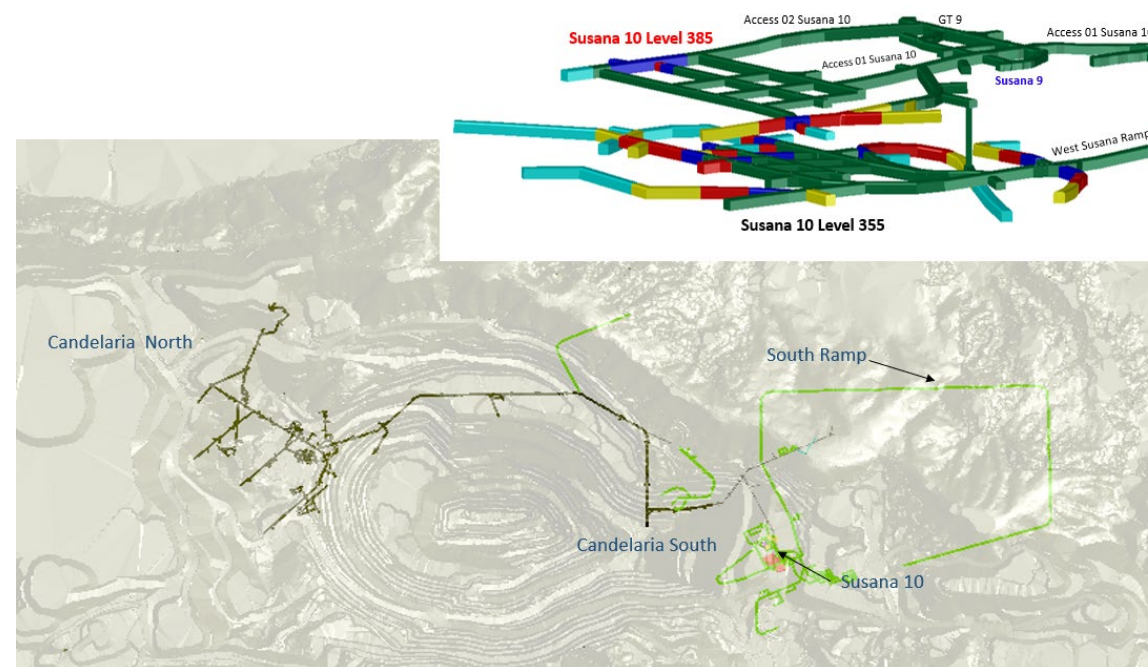 Access 02 Susana 10
GT 9
Susana 10 Level 385
Access 01 Susana 10
Access 01 Susana 10
Susana 9
West Susana Ramp
Susana 10 Level 355
Candelaria North
South Ramp
Candelaria South
Susana 10